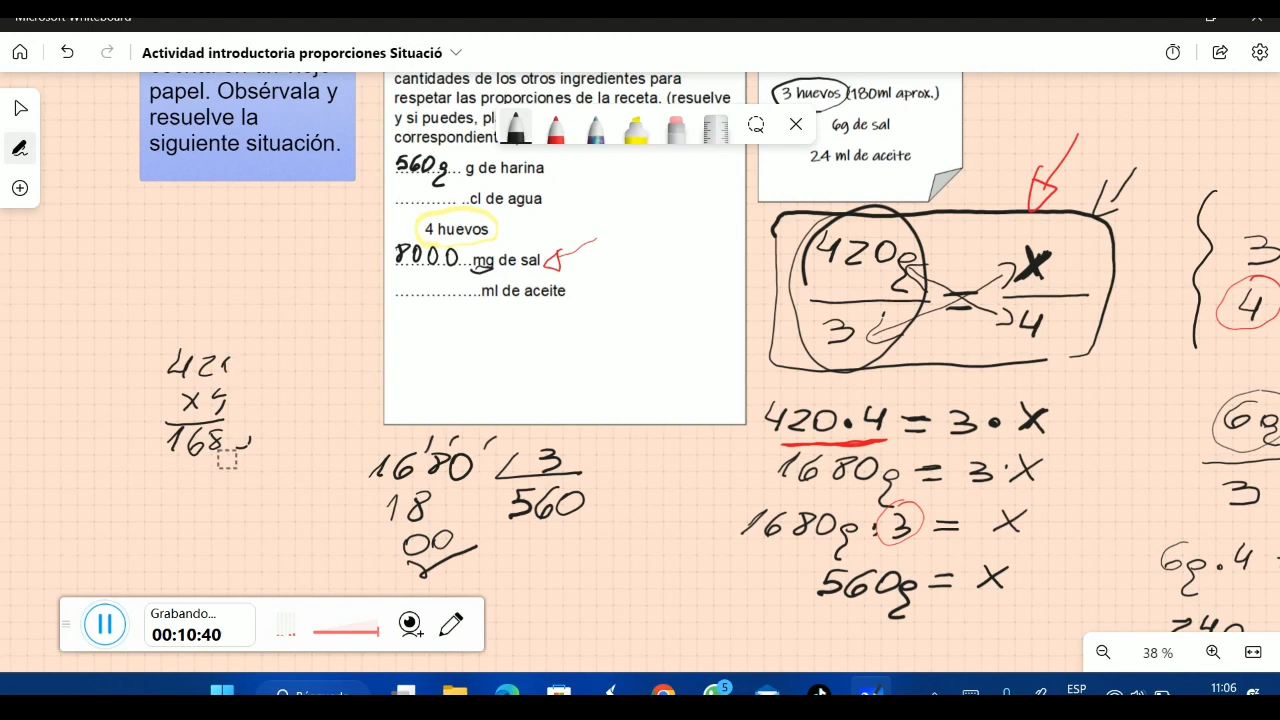 Microsoft Whiteboard
Actividad introductoria proporciones Situació
papel. Obsérvala y
resuelve la
siguiente situación.
cantidades de los otros ingredientes para
respetar las proporciones de la receta. (resuelve
y si puedes, pl
correspondient
560g... g de harina
............ ..cl de agua
4 huevos
8000 ...mg de sal
.................ml de aceite
3 huevos (180ml aprox.)
6g de sal
24 ml de aceite
420g = x
3 4
3
4
420·4 = 3·x
1680g = 3·x
1680g:3 = x
560g = x
1680 3
18 560
00
x 4
168
6g
3
6g·4
240
Grabando...
00:10:40
38 %
5
ESP
11:06